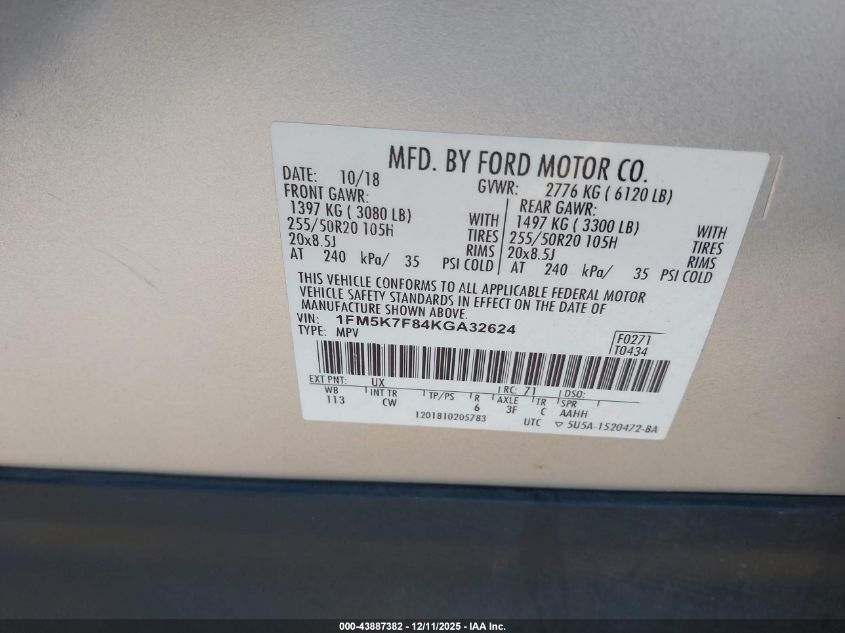 MFD. BY FORD MOTOR CO.
DATE: 10/18 GVWR: 2776 KG ( 6120 LB)
FRONT GAWR: REAR GAWR:
1397 KG ( 3080 LB) WITH 1497 KG ( 3300 LB) WITH
255/50R20 105H TIRES 255/50R20 105H TIRES
20x8.5J RIMS 20x8.5J RIMS
AT 240 kPa/ 35 PSI COLD AT 240 kPa/ 35 PSI COLD
THIS VEHICLE CONFORMS TO ALL APPLICABLE FEDERAL MOTOR
VEHICLE SAFETY STANDARDS IN EFFECT ON THE DATE OF
MANUFACTURE SHOWN ABOVE.
VIN: 1FM5K7F84KGA32624 F0271
TYPE: MPV T0434
EXT PNT: UX RC: 71 DSO:
WB INT TR TP/PS R AXLE TR SPR
113 CW 6 3F C AAHH
1201810205783 UTC ▽ 5U5A-1520472-BA
000-43887382 - 12/11/2025 - IAA Inc.